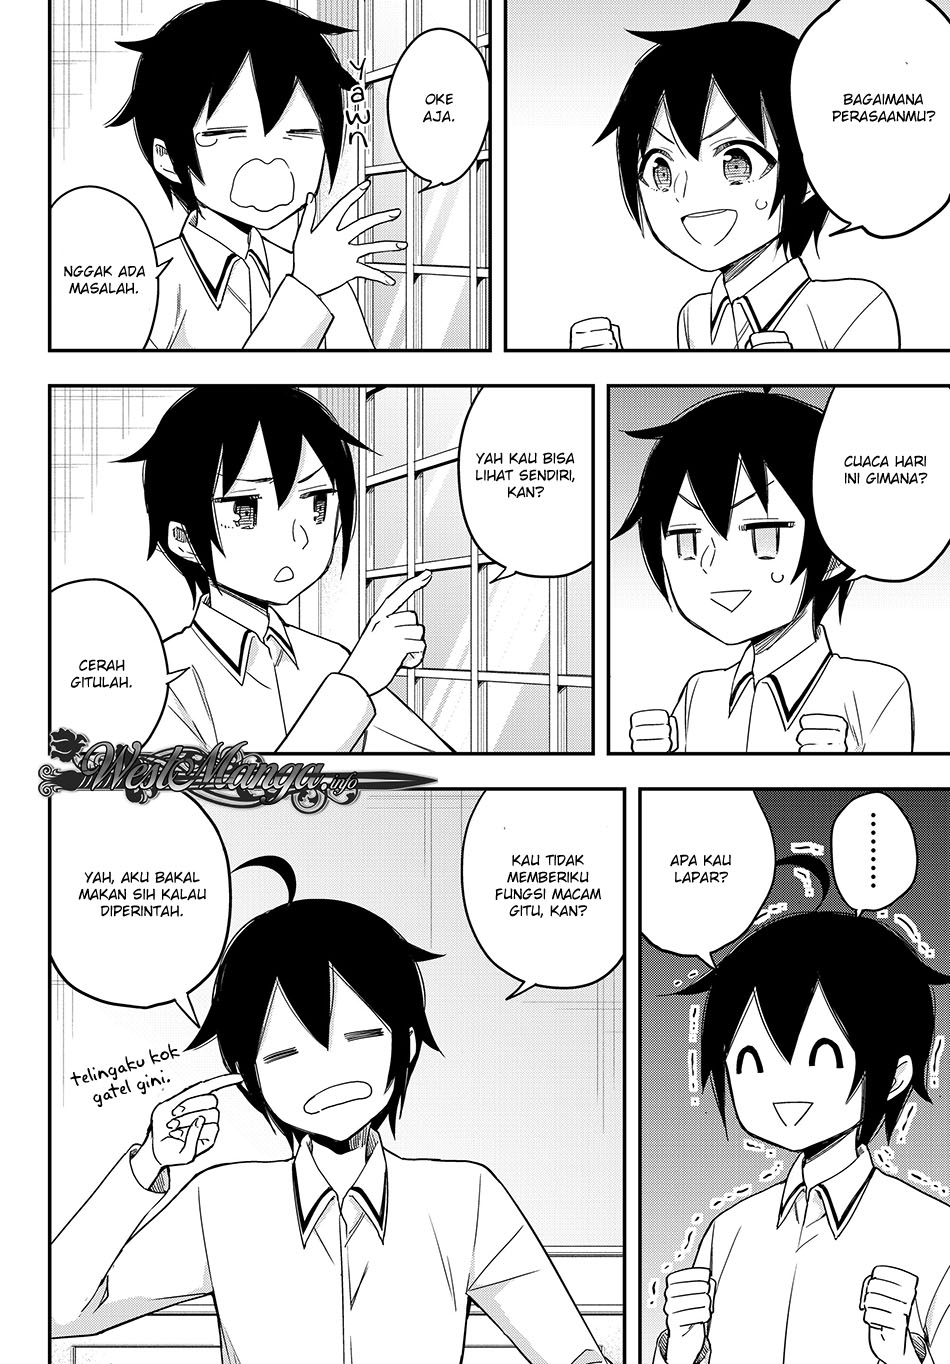 BAGAIMANA
PERASAANMU?
OKE
AJA.
yawn
NGGAK ADA
MASALAH.
CUACA HARI
INI GIMANA?
YAH KAU BISA
LIHAT SENDIRI,
KAN?
CERAH
GITULAH.
WestManga.info
........
APA KAU
LAPAR?
KAU TIDAK
MEMBERIKU
FUNGSI MACAM
GITU, KAN?
YAH, AKU BAKAL
MAKAN SIH KALAU
DIPERINTAH.
telingaku kok
gatel gini.